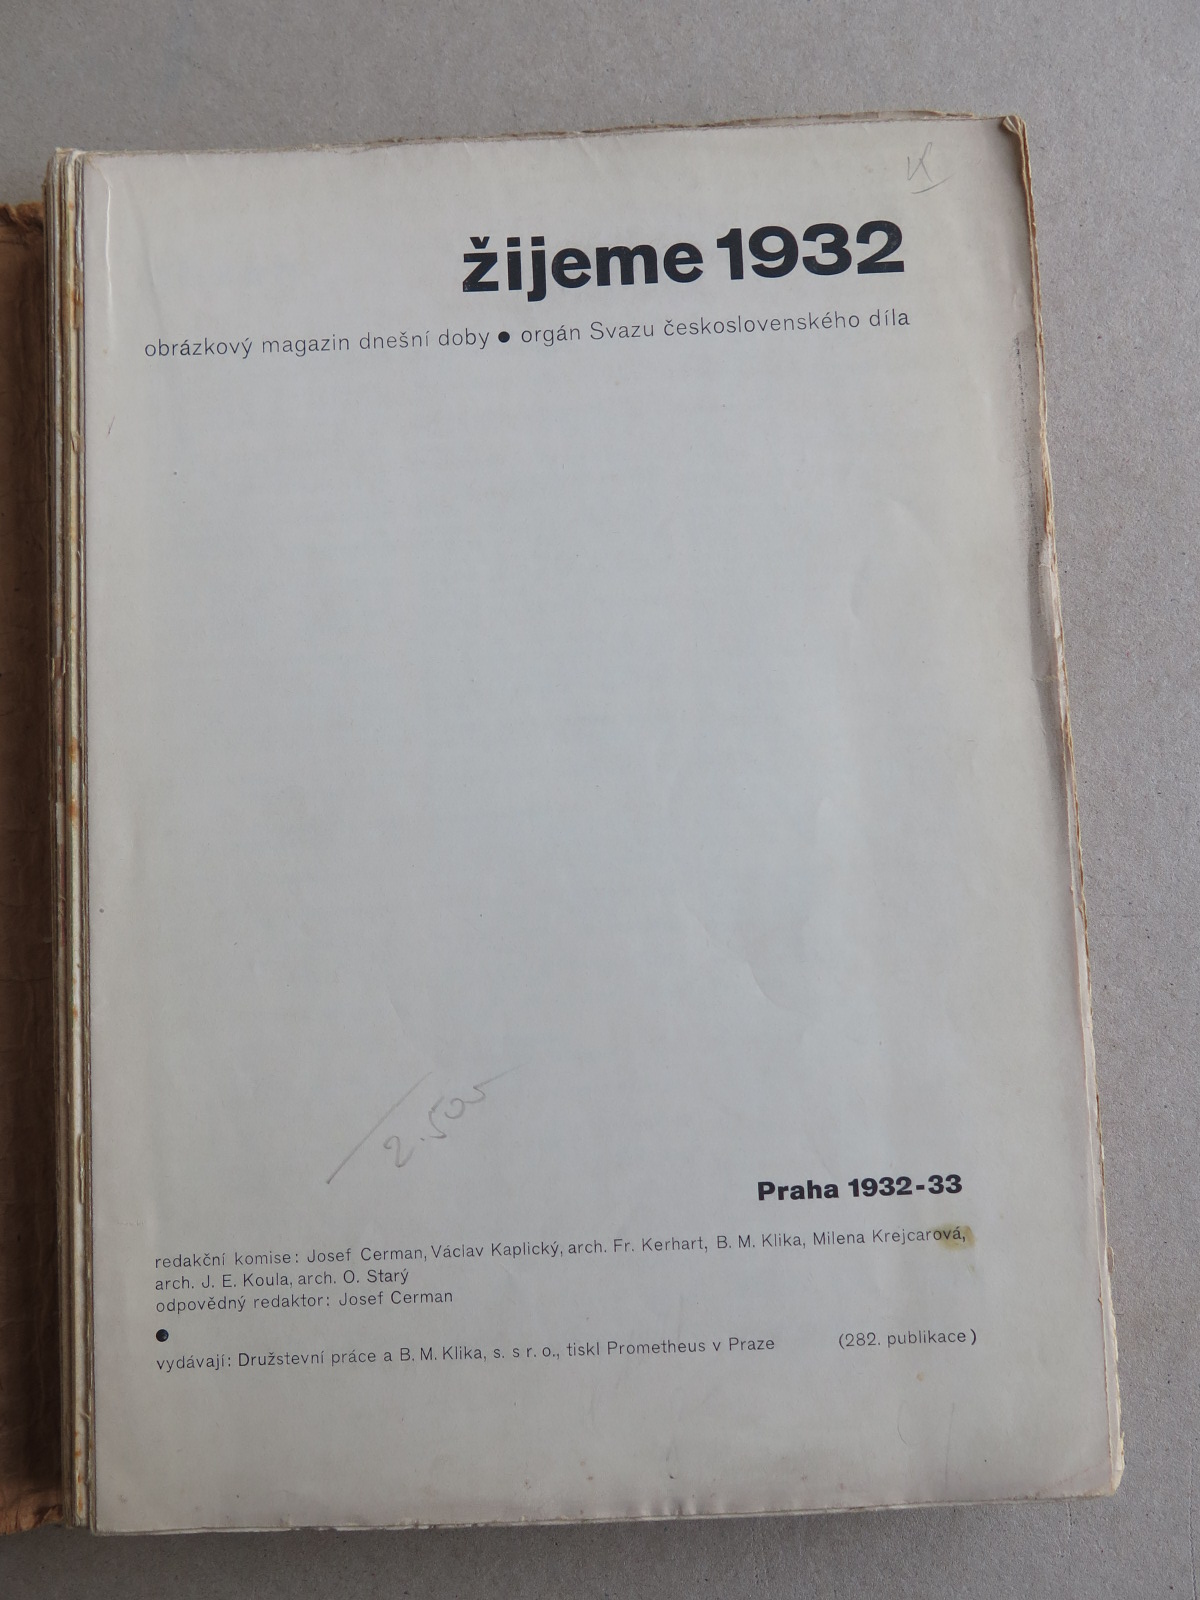 K
žijeme 1932
obrázkový magazin dnešní doby ● orgán Svazu československého díla
2.500
Praha 1932-33
redakční komise: Josef Cerman, Václav Kaplický, arch. Fr. Kerhart, B. M. Klika, Milena Krejcarová,
arch. J. E. Koula, arch. O. Starý
odpovědný redaktor: Josef Cerman
●
vydávají: Družstevní práce a B. M. Klika, s. s r. o., tiskl Prometheus v Praze (282. publikace)